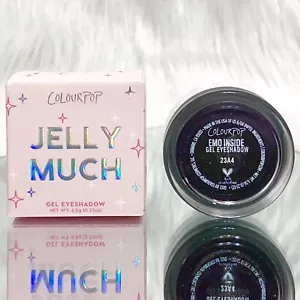 COLOURPOP
JELLY
MUCH
GEL EYESHADOW
COLOURPOP
EMO INSIDE
GEL EYESHADOW
23A4